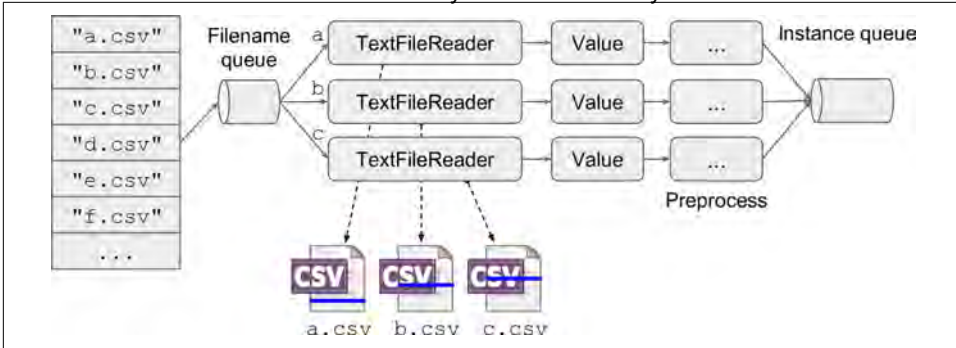 "a.csv"
"b.csv"
"c.csv"
"d.csv"
"e.csv"
"f.csv"
...
Filename
queue
a
TextFileReader
Value
...
b
TextFileReader
Value
...
c
TextFileReader
Value
...
Preprocess
Instance queue
CSV
CSV
CSV
a.csv
b.csv
c.csv